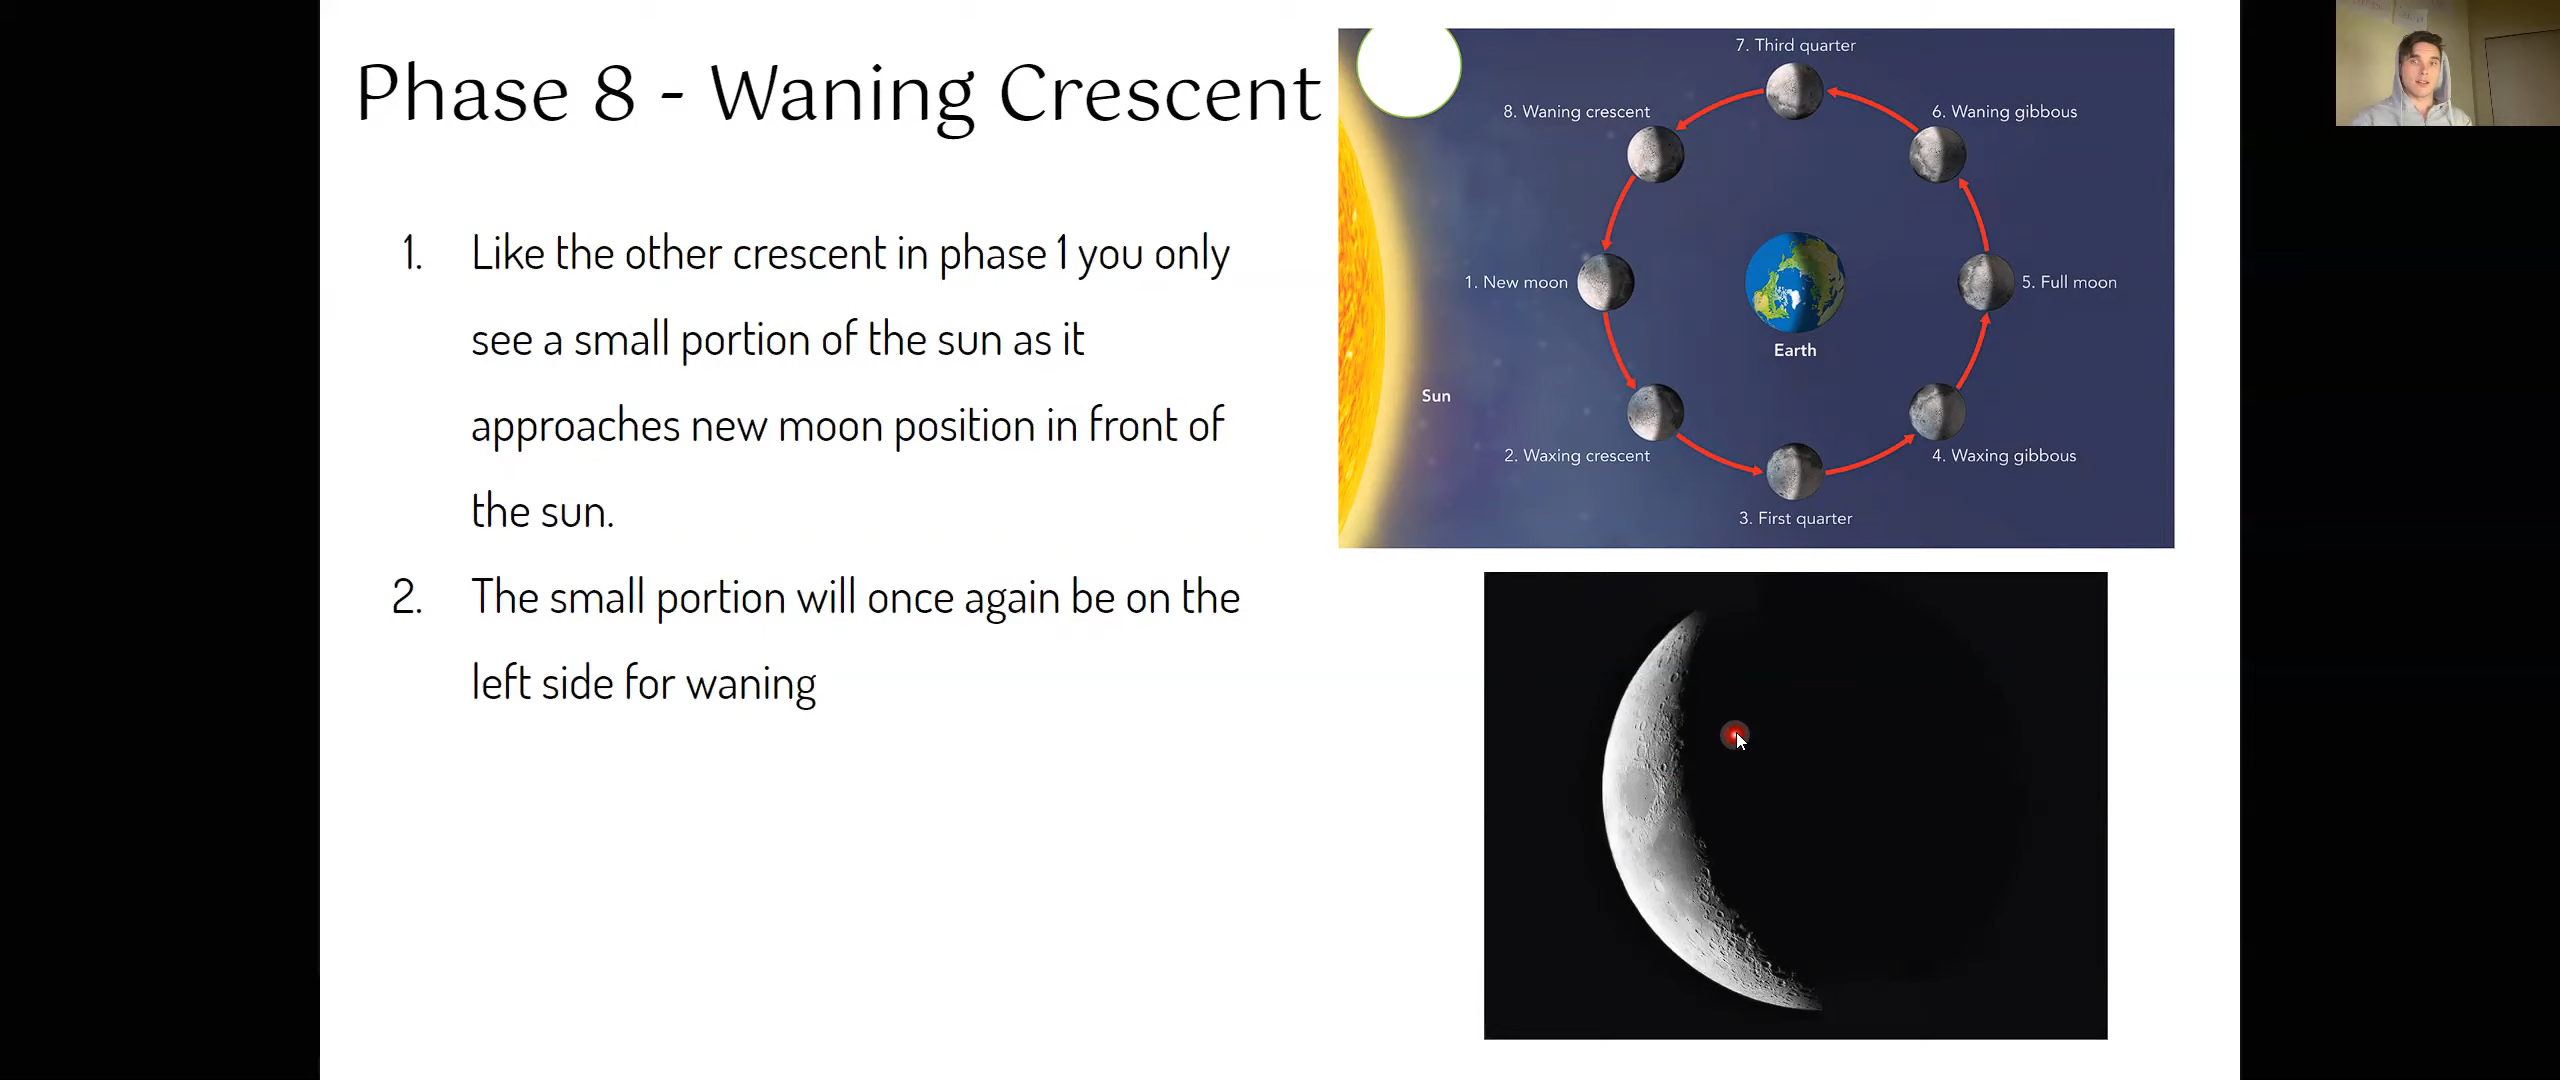 Phase 8 - Waning Crescent
1. Like the other crescent in phase 1 you only
see a small portion of the sun as it
approaches new moon position in front of
the sun.
2. The small portion will once again be on the
left side for waning
7. Third quarter
8. Waning crescent
6. Waning gibbous
1. New moon
5. Full moon
Earth
Sun
2. Waxing crescent
4. Waxing gibbous
3. First quarter